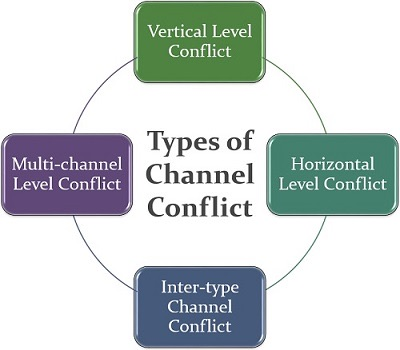 Vertical Level
Conflict
Types of
Channel
Conflict
Multi-channel
Level Conflict
Horizontal
Level Conflict
Inter-type
Channel
Conflict